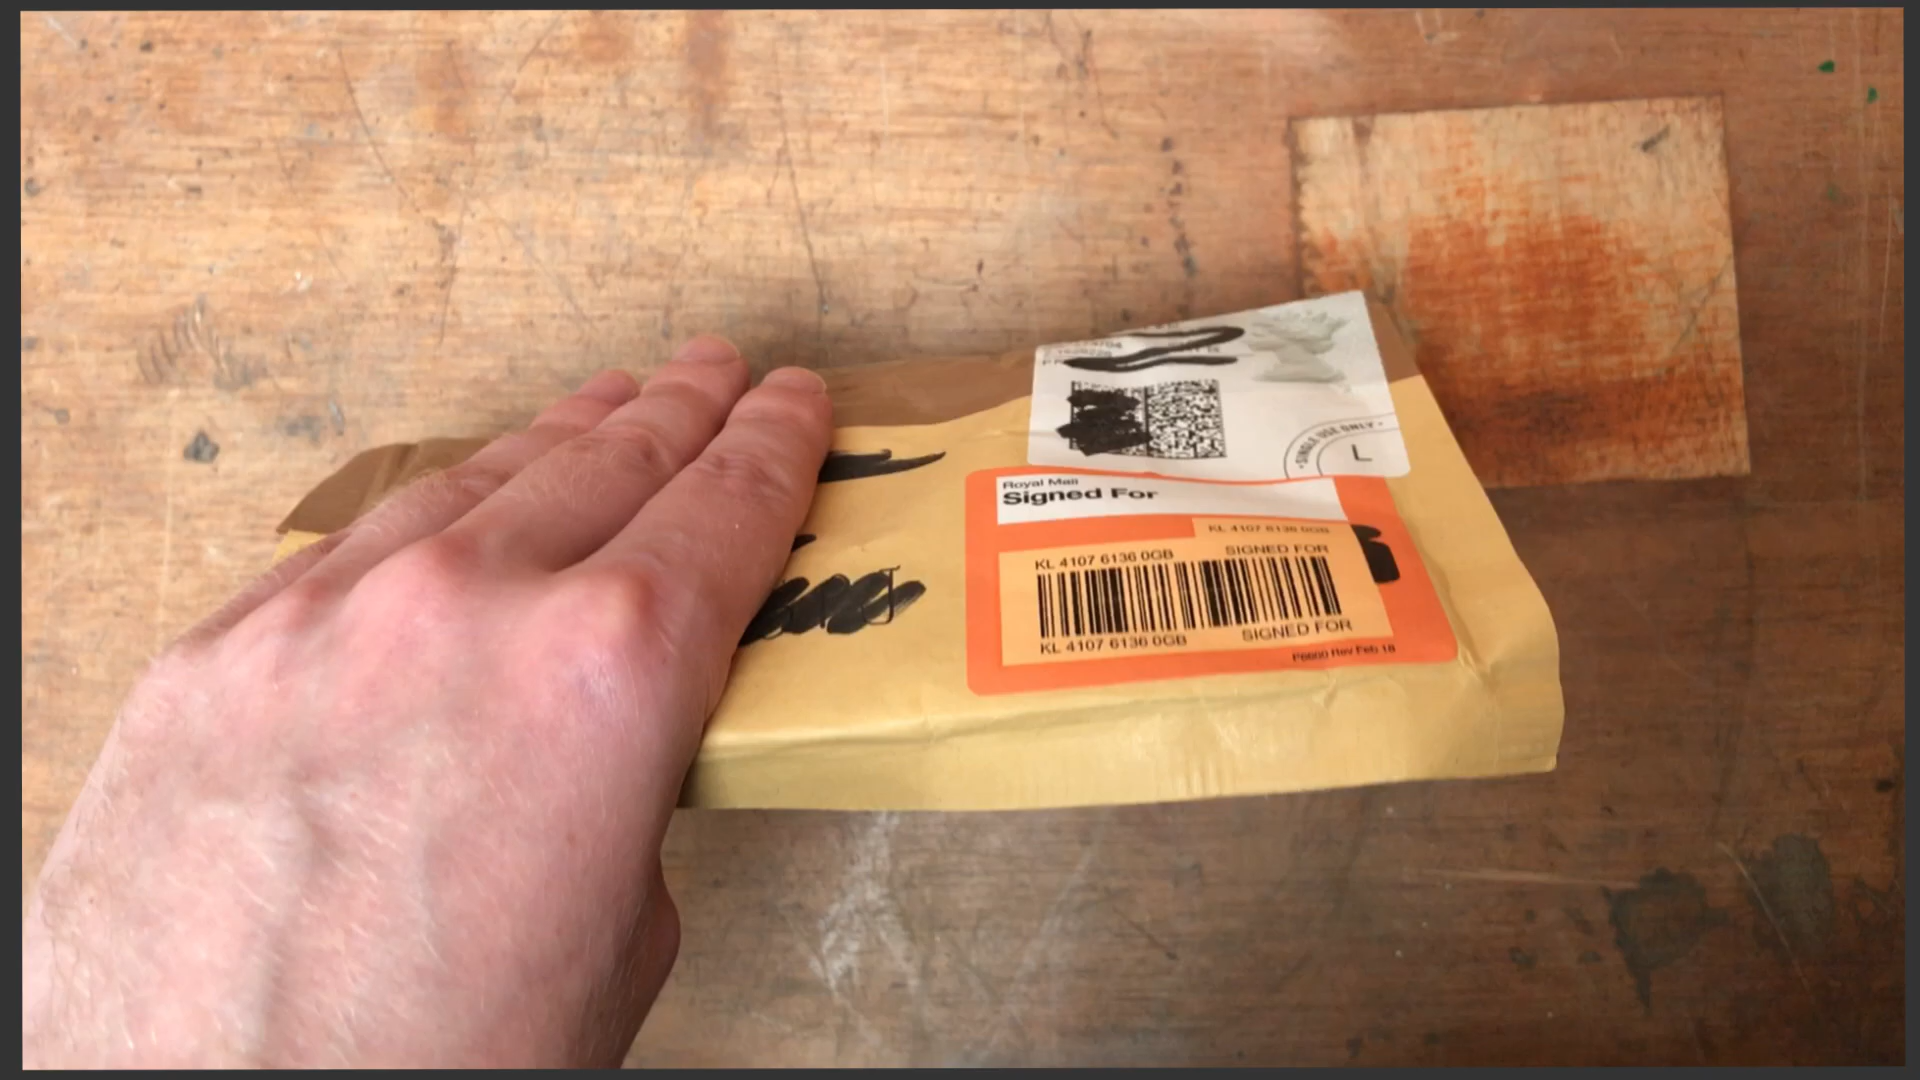 SINGLE USE ONLY
L
Royal Mail
Signed For
KL 4107 6136 0GB
KL 4107 6136 0GB SIGNED FOR
KL 4107 6136 0GB SIGNED FOR
P6600 Rev Feb 18